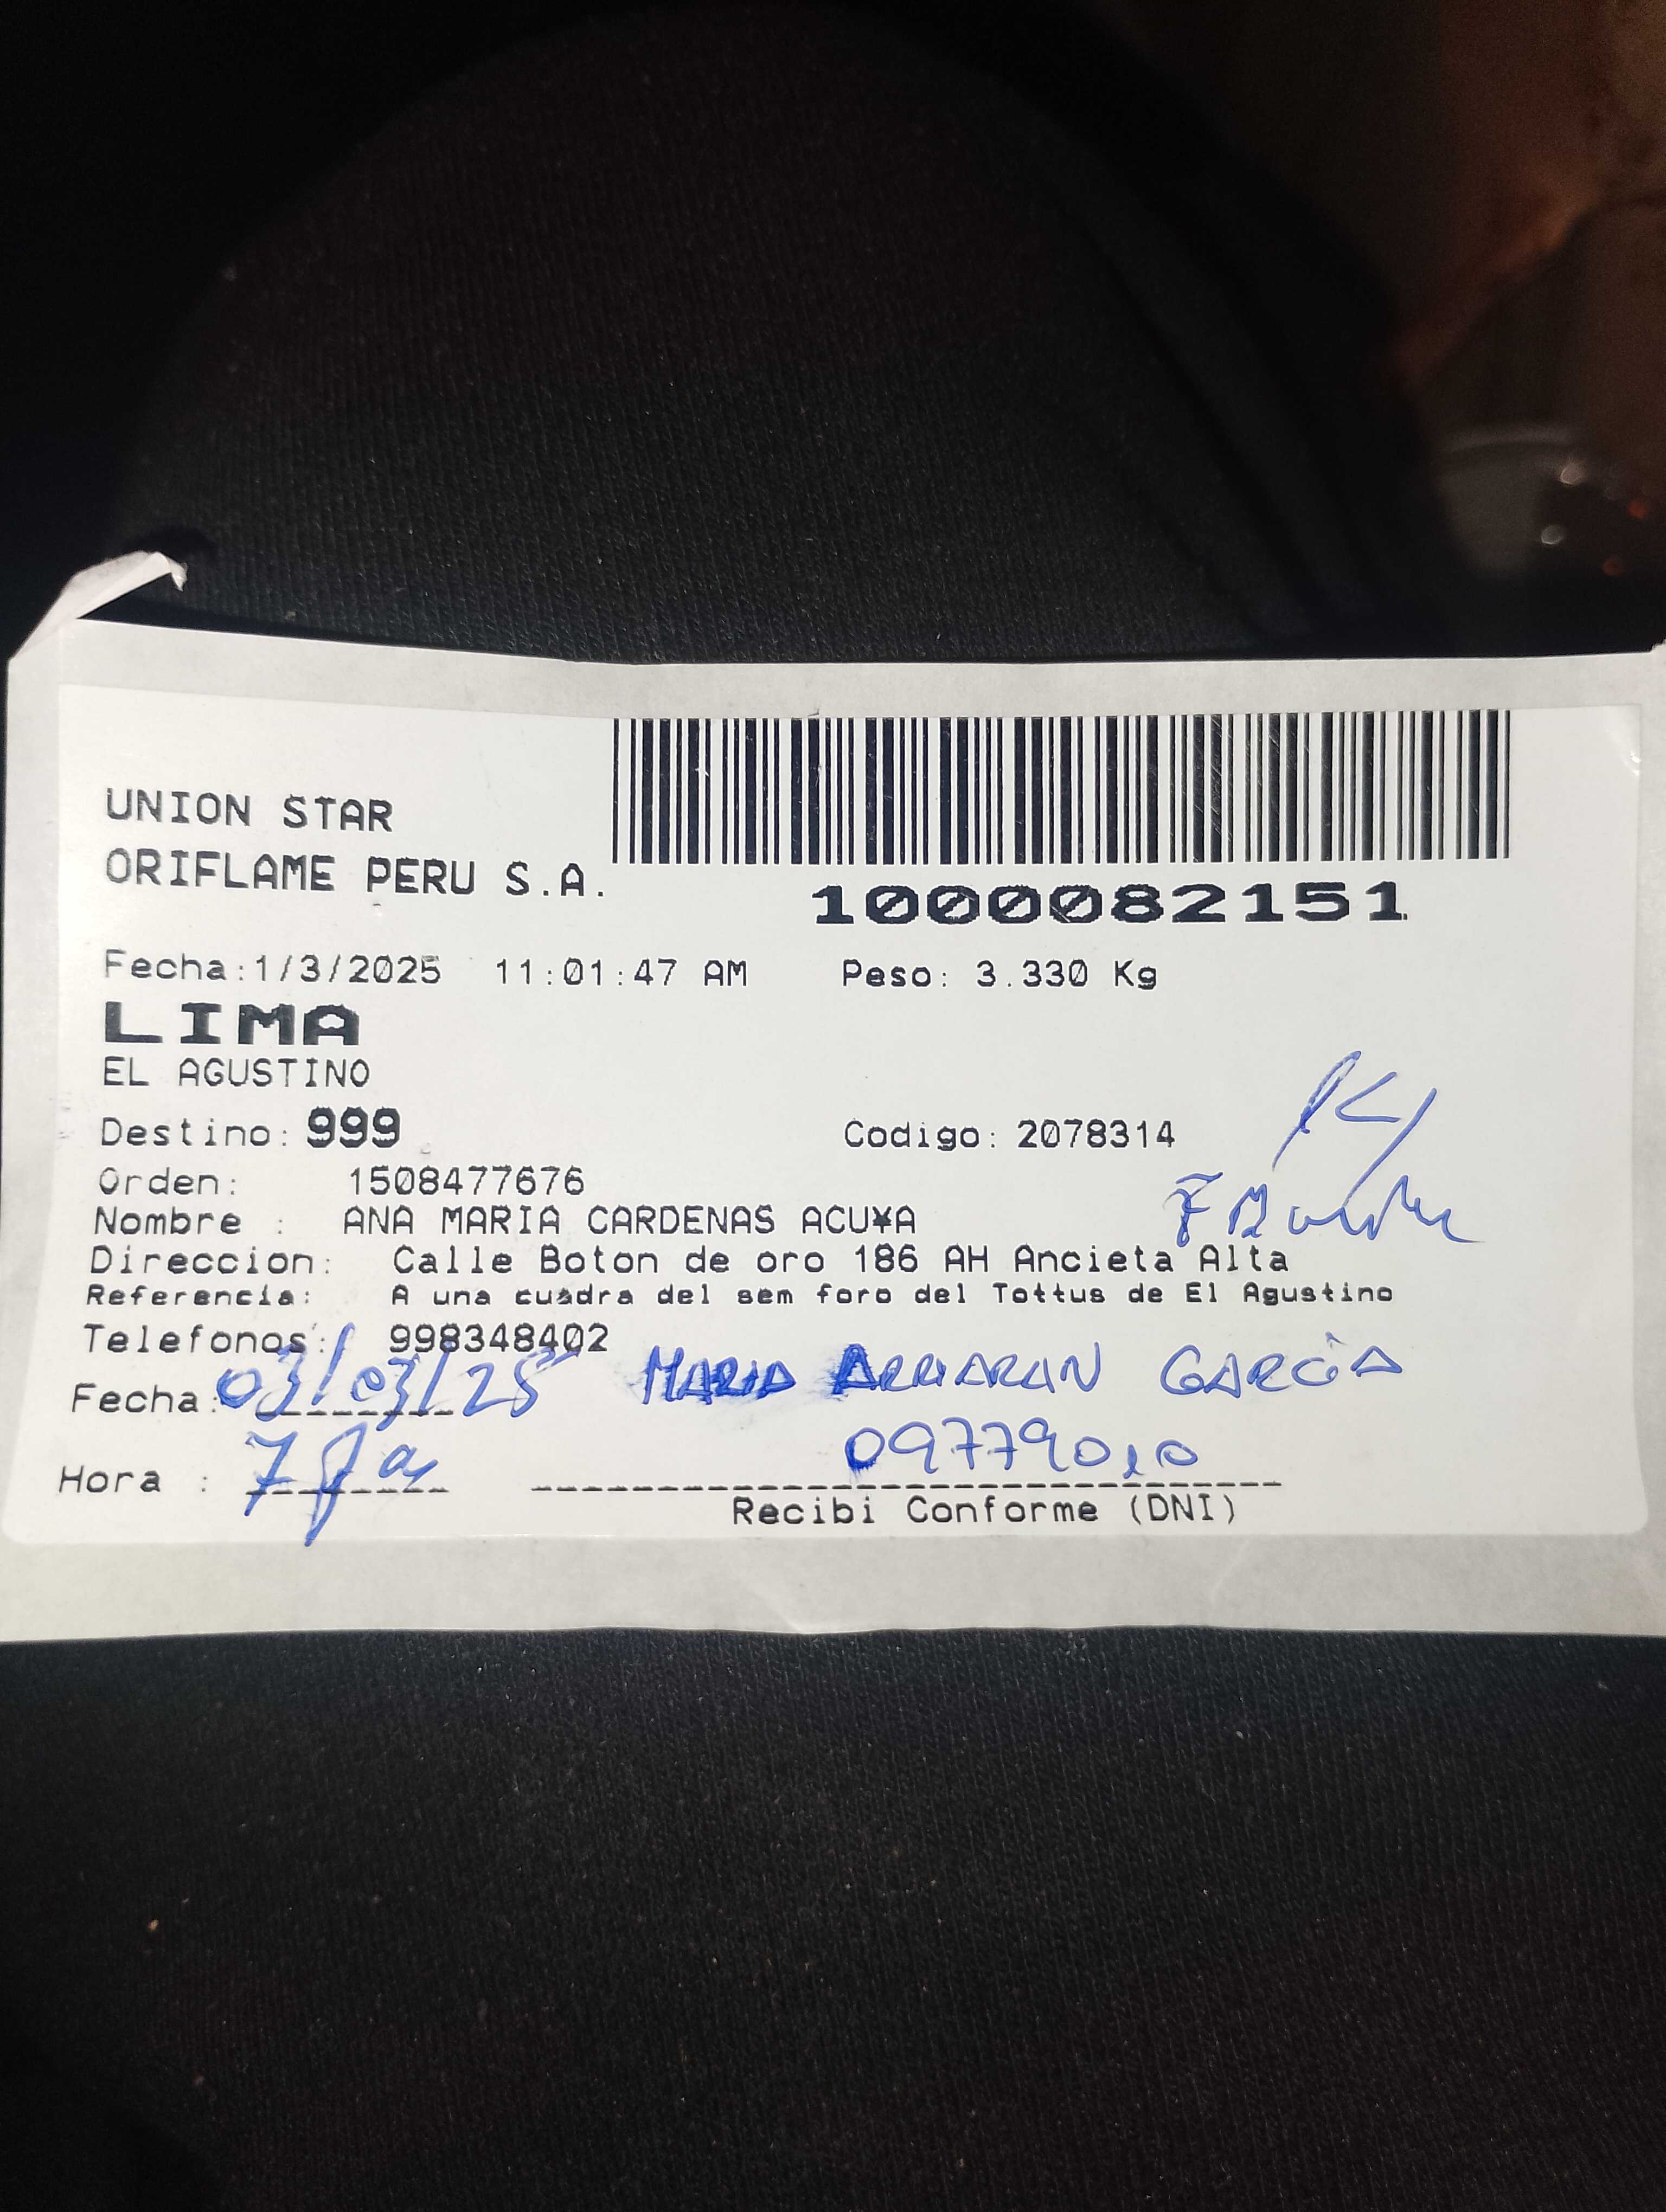 UNION STAR
ORIFLAME PERU S.A.
1000082151
Fecha:1/3/2025 11:01:47 AM Peso: 3.330 Kg
LIMA
EL AGUSTINO
Destino: 999 Codigo: 2078314
Orden: 1508477676
Nombre : ANA MARIA CARDENAS ACU¥A
Direccion: Calle Boton de oro 186 AH Ancieta Alta
Referencia: A una cuadra del sem foro del Tottus de El Agustino
Telefonos: 998348402
Fecha: 03/03/25 MARIA GARCÍA
Hora :
Recibi Conforme (DNI)